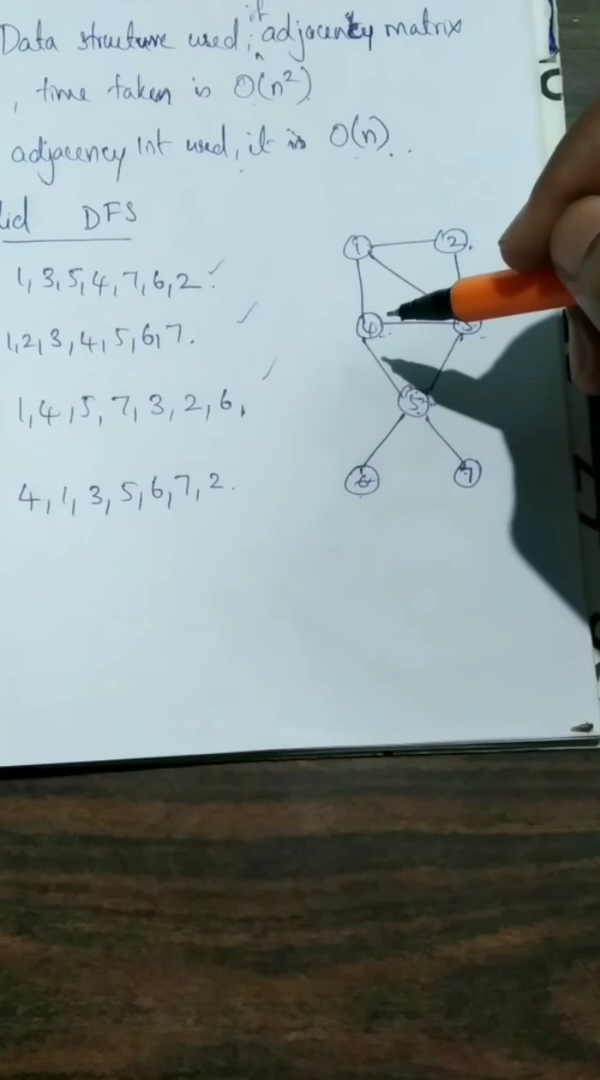 Data structure used, if adjacency matrix
, time taken is O(n²)
adjacency list used, it is O(n).
lid DFS
1, 3, 5, 4, 7, 6, 2 ✓
1, 2, 3, 4, 5, 6, 7. ✓
1, 4, 5, 7, 3, 2, 6,
4, 1, 3, 5, 6, 7, 2.
1 2
4 3
5
6 7